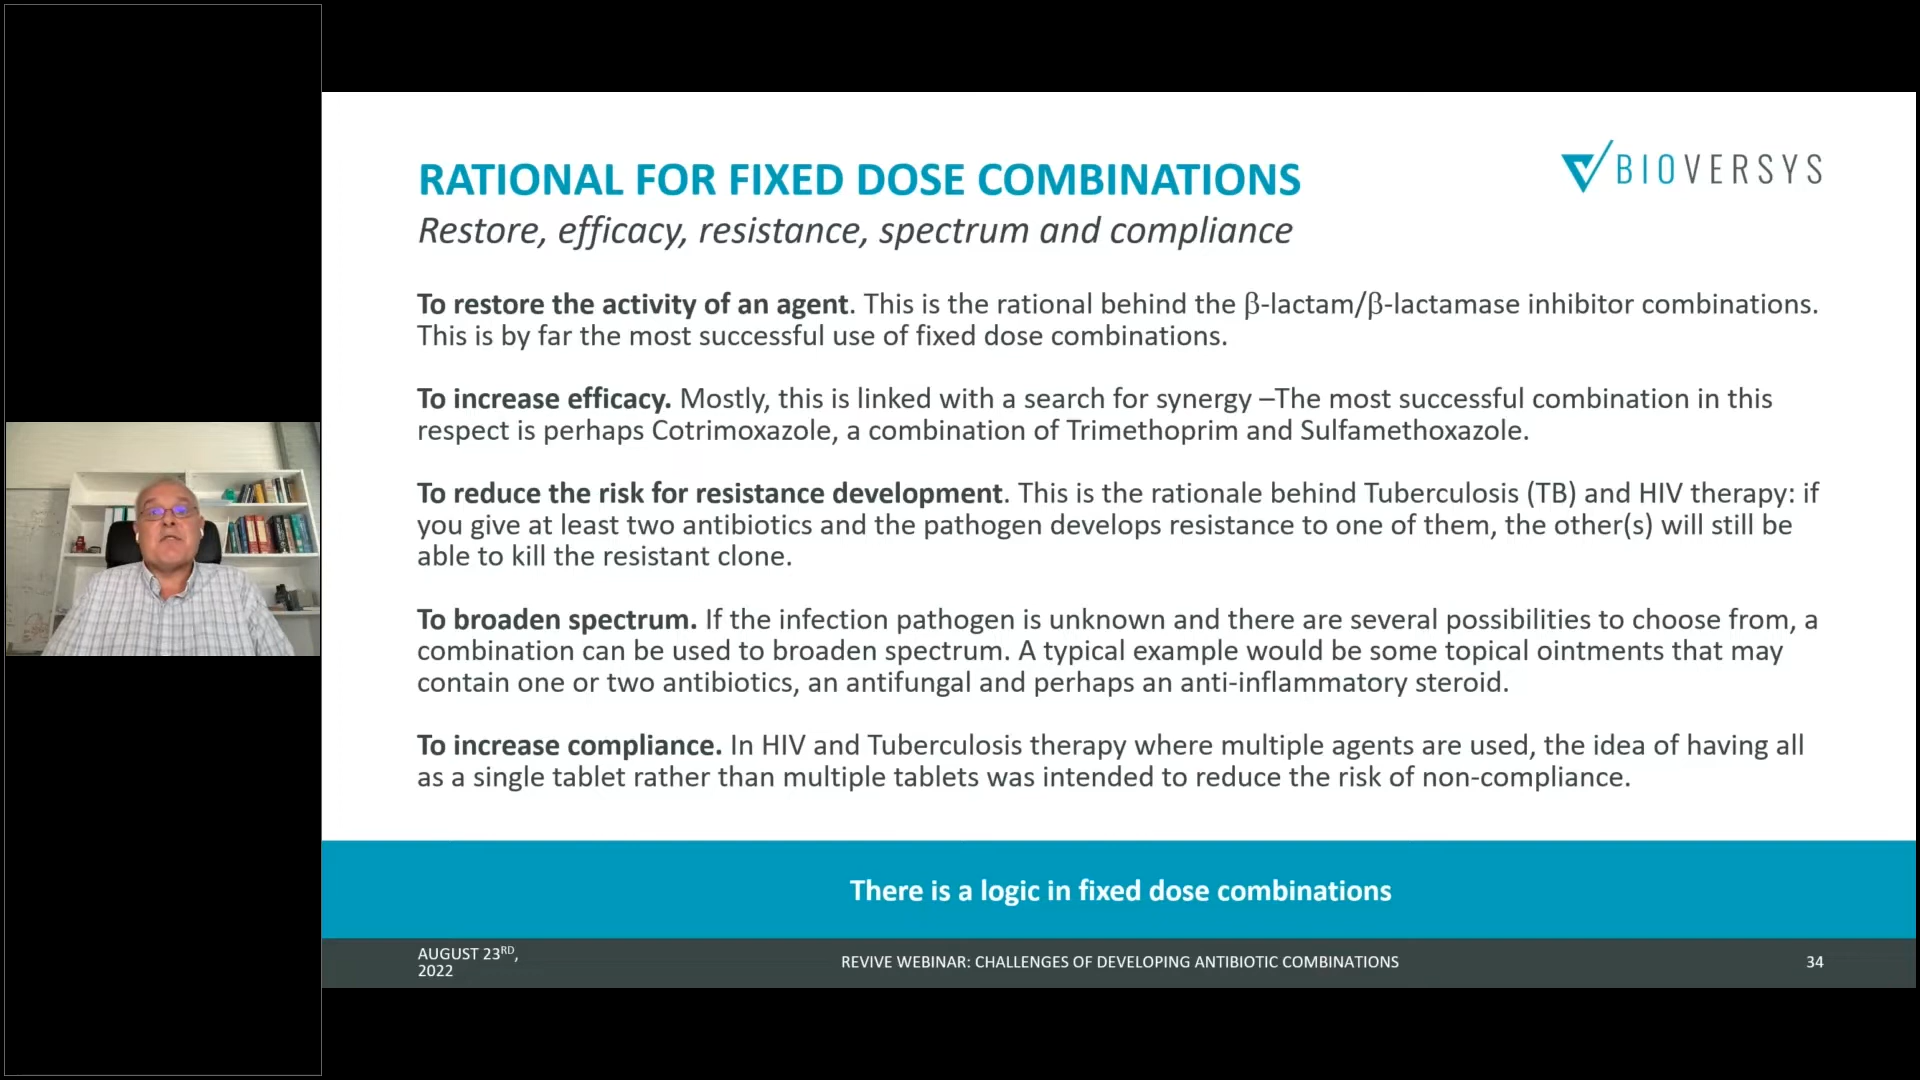 RATIONAL FOR FIXED DOSE COMBINATIONS
BIOVERSYS
Restore, efficacy, resistance, spectrum and compliance
To restore the activity of an agent. This is the rational behind the β-lactam/β-lactamase inhibitor combinations.
This is by far the most successful use of fixed dose combinations.
To increase efficacy. Mostly, this is linked with a search for synergy –The most successful combination in this
respect is perhaps Cotrimoxazole, a combination of Trimethoprim and Sulfamethoxazole.
To reduce the risk for resistance development. This is the rationale behind Tuberculosis (TB) and HIV therapy: if
you give at least two antibiotics and the pathogen develops resistance to one of them, the other(s) will still be
able to kill the resistant clone.
To broaden spectrum. If the infection pathogen is unknown and there are several possibilities to choose from, a
combination can be used to broaden spectrum. A typical example would be some topical ointments that may
contain one or two antibiotics, an antifungal and perhaps an anti-inflammatory steroid.
To increase compliance. In HIV and Tuberculosis therapy where multiple agents are used, the idea of having all
as a single tablet rather than multiple tablets was intended to reduce the risk of non-compliance.
There is a logic in fixed dose combinations
AUGUST 23RD,
2022
REVIVE WEBINAR: CHALLENGES OF DEVELOPING ANTIBIOTIC COMBINATIONS
34